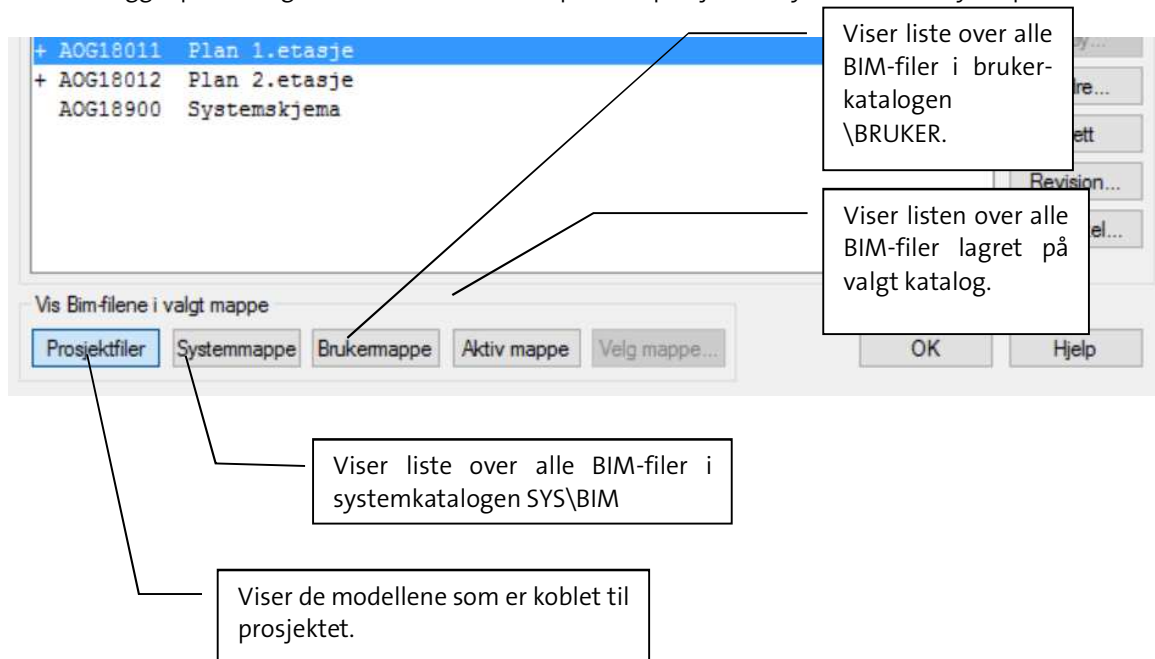 + AOG18011 Plan 1.etasje
+ AOG18012 Plan 2.etasje
AOG18900 Systemskjema
Viser liste over alle
BIM-filer i bruker-
katalogen
\BRUKER.
Revision...
Viser listen over alle
BIM-filer lagret på
valgt katalog.
Vis Bim-filene i valgt mappe
Prosjektfiler Systemmappe Brukermappe Aktiv mappe Velg mappe... OK Hjelp
Viser liste over alle BIM-filer i
systemkatalogen SYS\BIM
Viser de modellene som er koblet til
prosjektet.